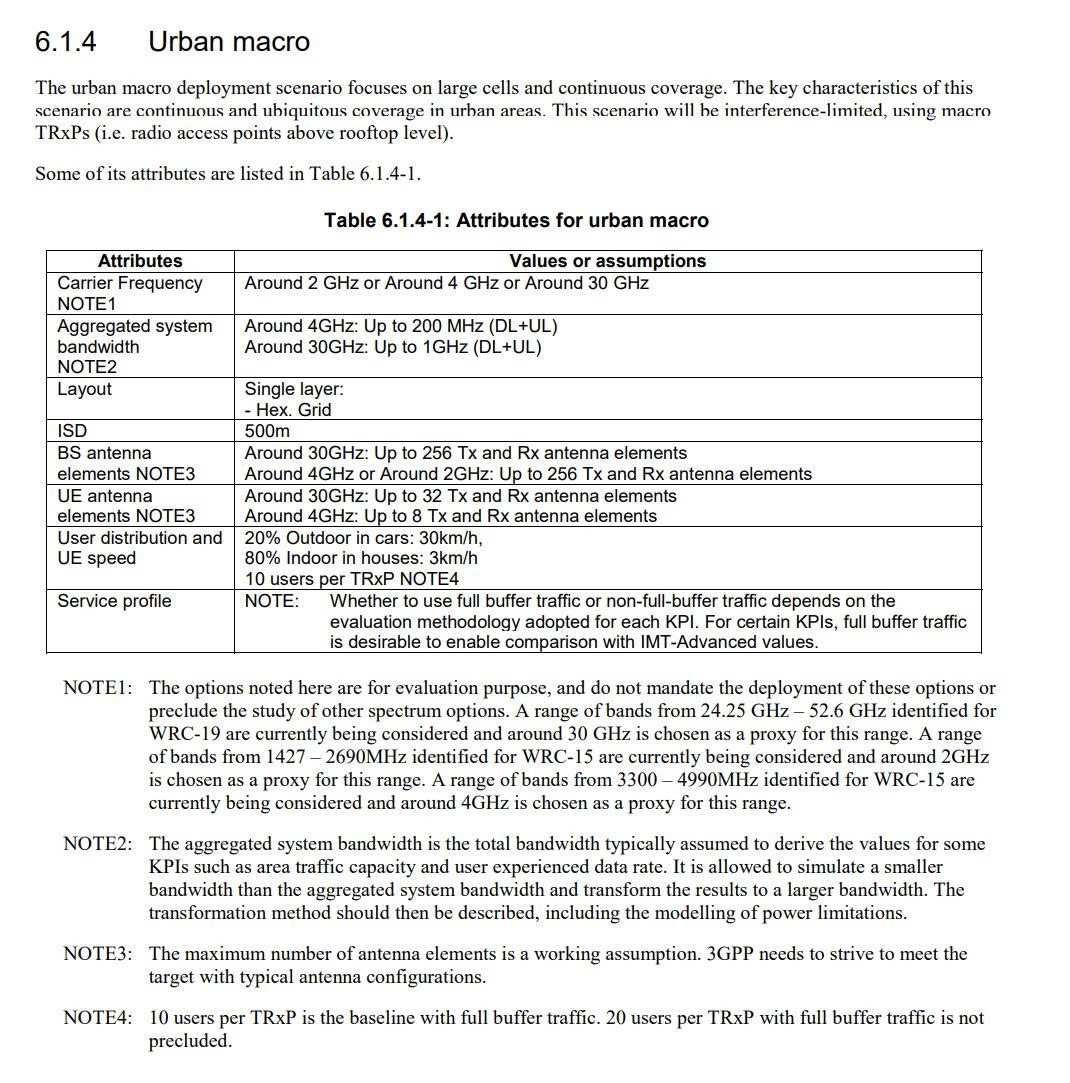 6.1.4 Urban macro
The urban macro deployment scenario focuses on large cells and continuous coverage. The key characteristics of this
scenario are continuous and ubiquitous coverage in urban areas. This scenario will be interference-limited, using macro
TRxPs (i.e. radio access points above rooftop level).
Some of its attributes are listed in Table 6.1.4-1.
Table 6.1.4-1: Attributes for urban macro
Attributes Values or assumptions
Carrier Frequency Around 2 GHz or Around 4 GHz or Around 30 GHz
NOTE1
Aggregated system Around 4GHz: Up to 200 MHz (DL+UL)
bandwidth Around 30GHz: Up to 1GHz (DL+UL)
NOTE2
Layout Single layer:
- Hex. Grid
ISD 500m
BS antenna Around 30GHz: Up to 256 Tx and Rx antenna elements
elements NOTE3 Around 4GHz or Around 2GHz: Up to 256 Tx and Rx antenna elements
UE antenna Around 30GHz: Up to 32 Tx and Rx antenna elements
elements NOTE3 Around 4GHz: Up to 8 Tx and Rx antenna elements
User distribution and 20% Outdoor in cars: 30km/h,
UE speed 80% Indoor in houses: 3km/h
10 users per TRxP NOTE4
Service profile NOTE: Whether to use full buffer traffic or non-full-buffer traffic depends on the
evaluation methodology adopted for each KPI. For certain KPIs, full buffer traffic
is desirable to enable comparison with IMT-Advanced values.
NOTE1: The options noted here are for evaluation purpose, and do not mandate the deployment of these options or
preclude the study of other spectrum options. A range of bands from 24.25 GHz – 52.6 GHz identified for
WRC-19 are currently being considered and around 30 GHz is chosen as a proxy for this range. A range
of bands from 1427 – 2690MHz identified for WRC-15 are currently being considered and around 2GHz
is chosen as a proxy for this range. A range of bands from 3300 – 4990MHz identified for WRC-15 are
currently being considered and around 4GHz is chosen as a proxy for this range.
NOTE2: The aggregated system bandwidth is the total bandwidth typically assumed to derive the values for some
KPIs such as area traffic capacity and user experienced data rate. It is allowed to simulate a smaller
bandwidth than the aggregated system bandwidth and transform the results to a larger bandwidth. The
transformation method should then be described, including the modelling of power limitations.
NOTE3: The maximum number of antenna elements is a working assumption. 3GPP needs to strive to meet the
target with typical antenna configurations.
NOTE4: 10 users per TRxP is the baseline with full buffer traffic. 20 users per TRxP with full buffer traffic is not
precluded.